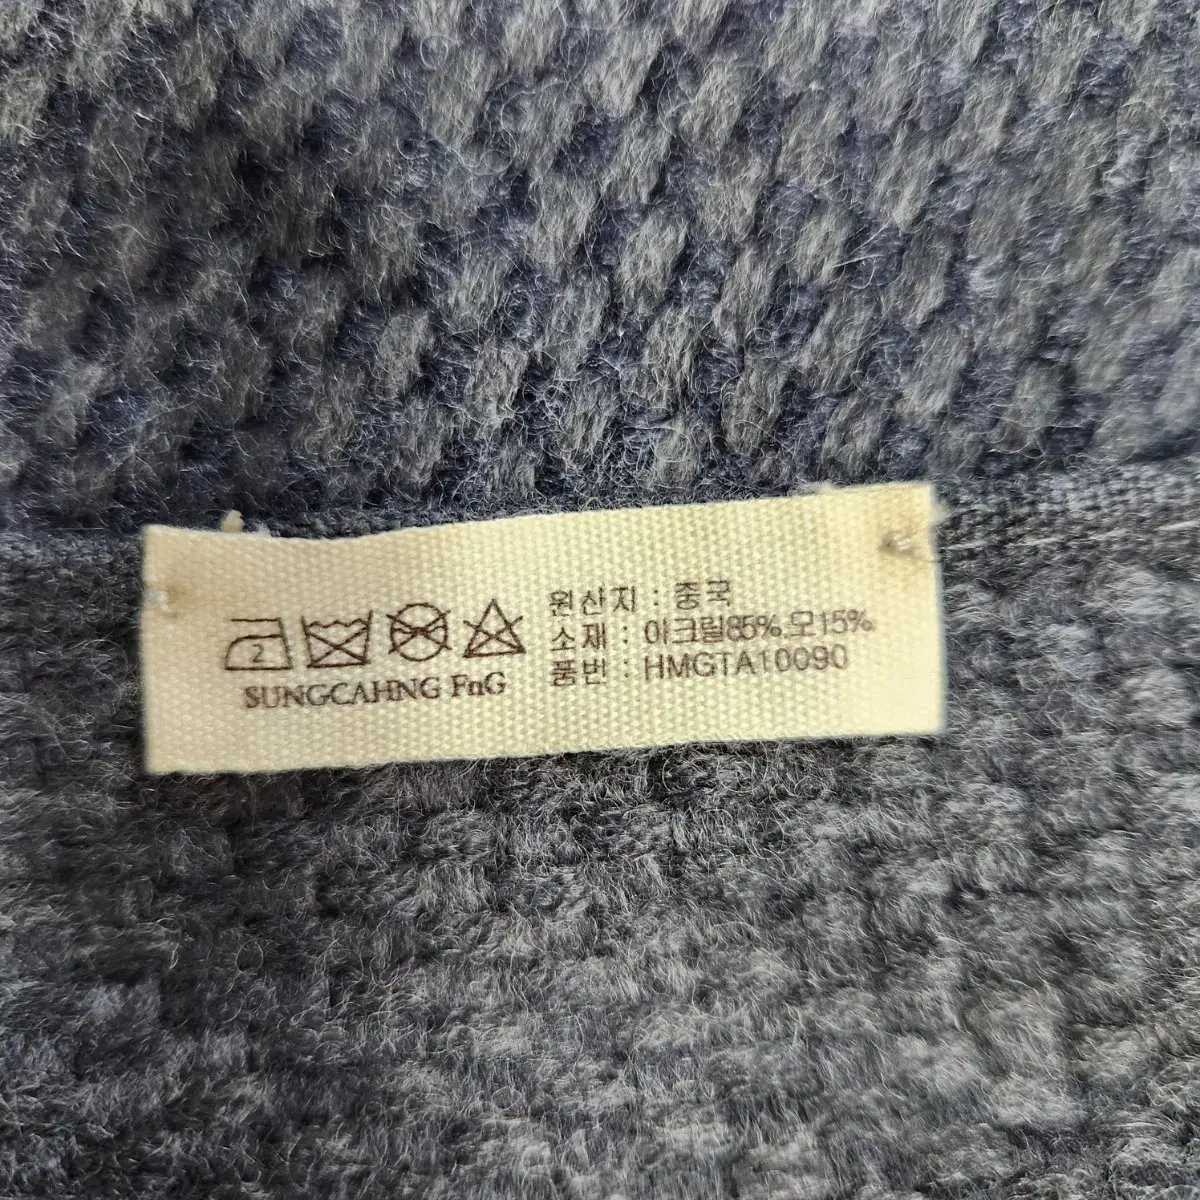 원산지 : 중국
소재 : 아크릴85%.모15%
품번 : HMGTA10090
2
SUNGCAHNG FnG